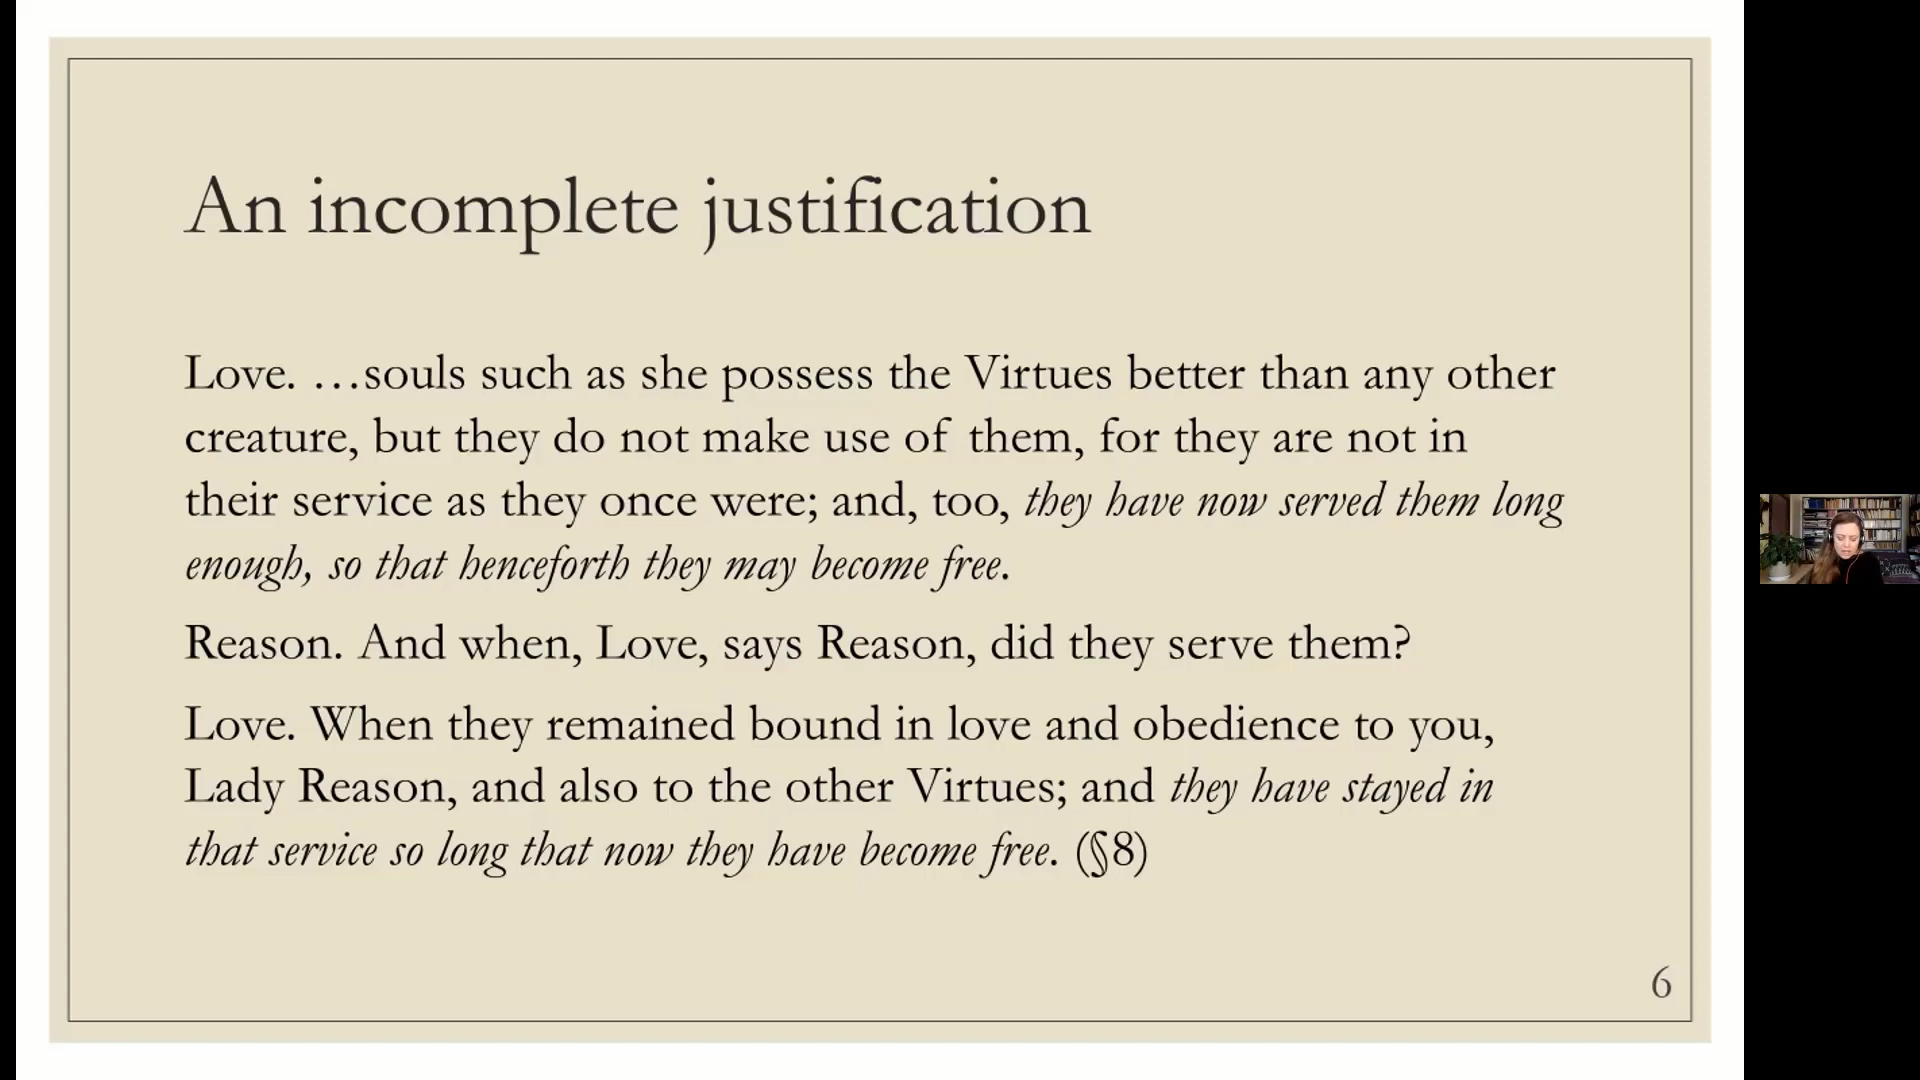 An incomplete justification
Love. …souls such as she possess the Virtues better than any other
creature, but they do not make use of them, for they are not in
their service as they once were; and, too, they have now served them long
enough, so that henceforth they may become free.
Reason. And when, Love, says Reason, did they serve them?
Love. When they remained bound in love and obedience to you,
Lady Reason, and also to the other Virtues; and they have stayed in
that service so long that now they have become free. (§8)
6